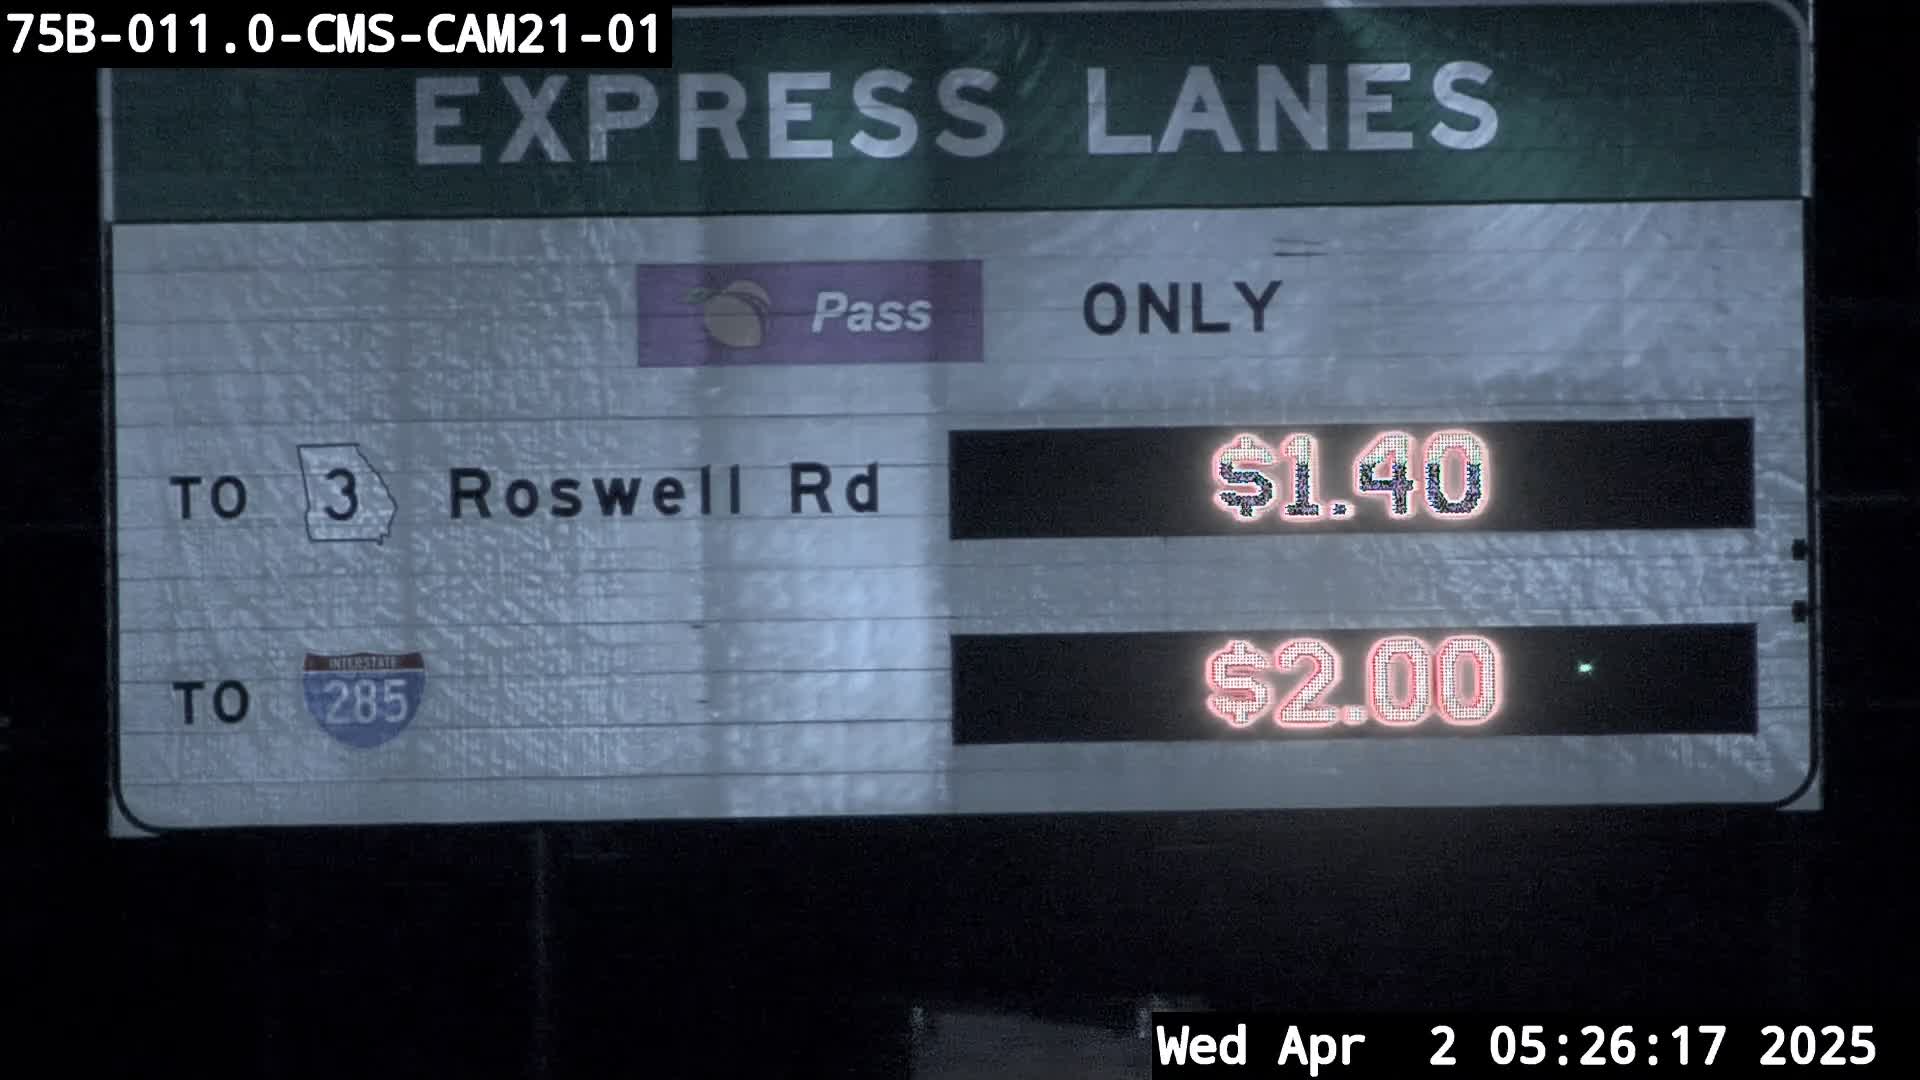 75B-011.0-CMS-CAM21-01
EXPRESS LANES
Pass ONLY
TO 3 Roswell Rd $1.40
INTERSTATE
TO 285 $2.00
Wed Apr 2 05:26:17 2025